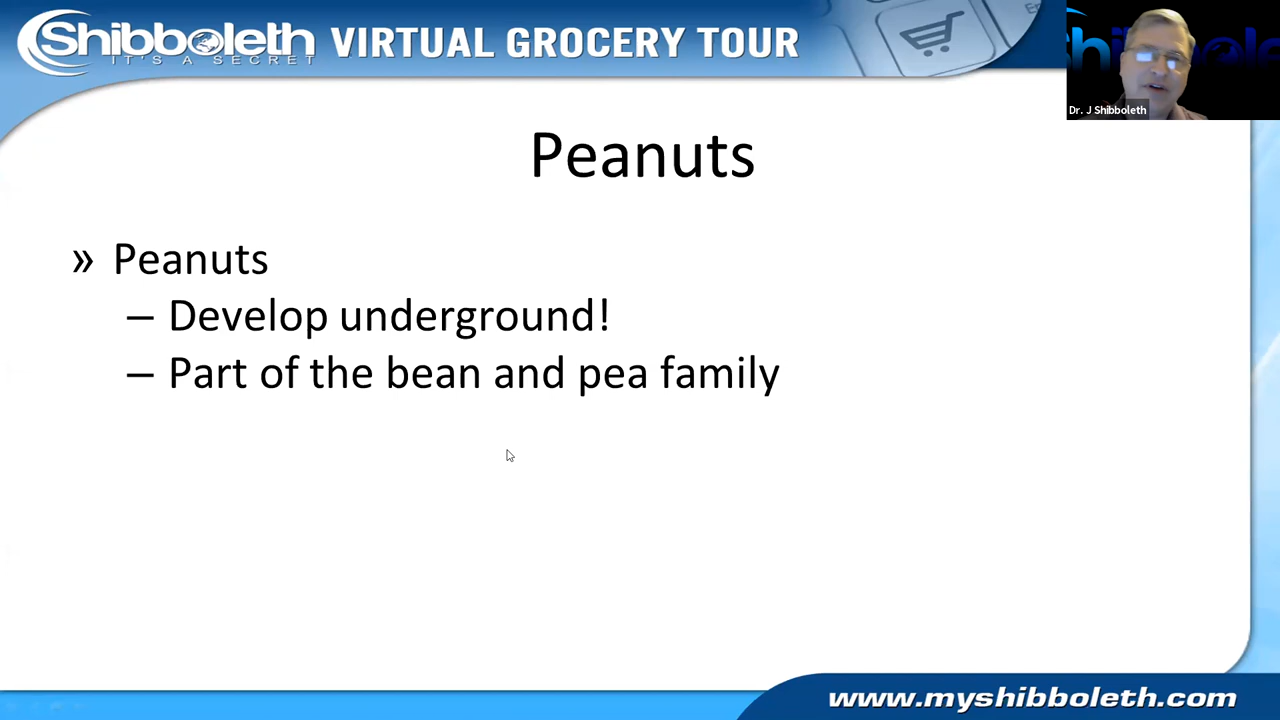 Shibboleth VIRTUAL GROCERY TOUR
IT'S A SECRET
Dr. J Shibboleth
Peanuts
» Peanuts
– Develop underground!
– Part of the bean and pea family
www.myshibboleth.com